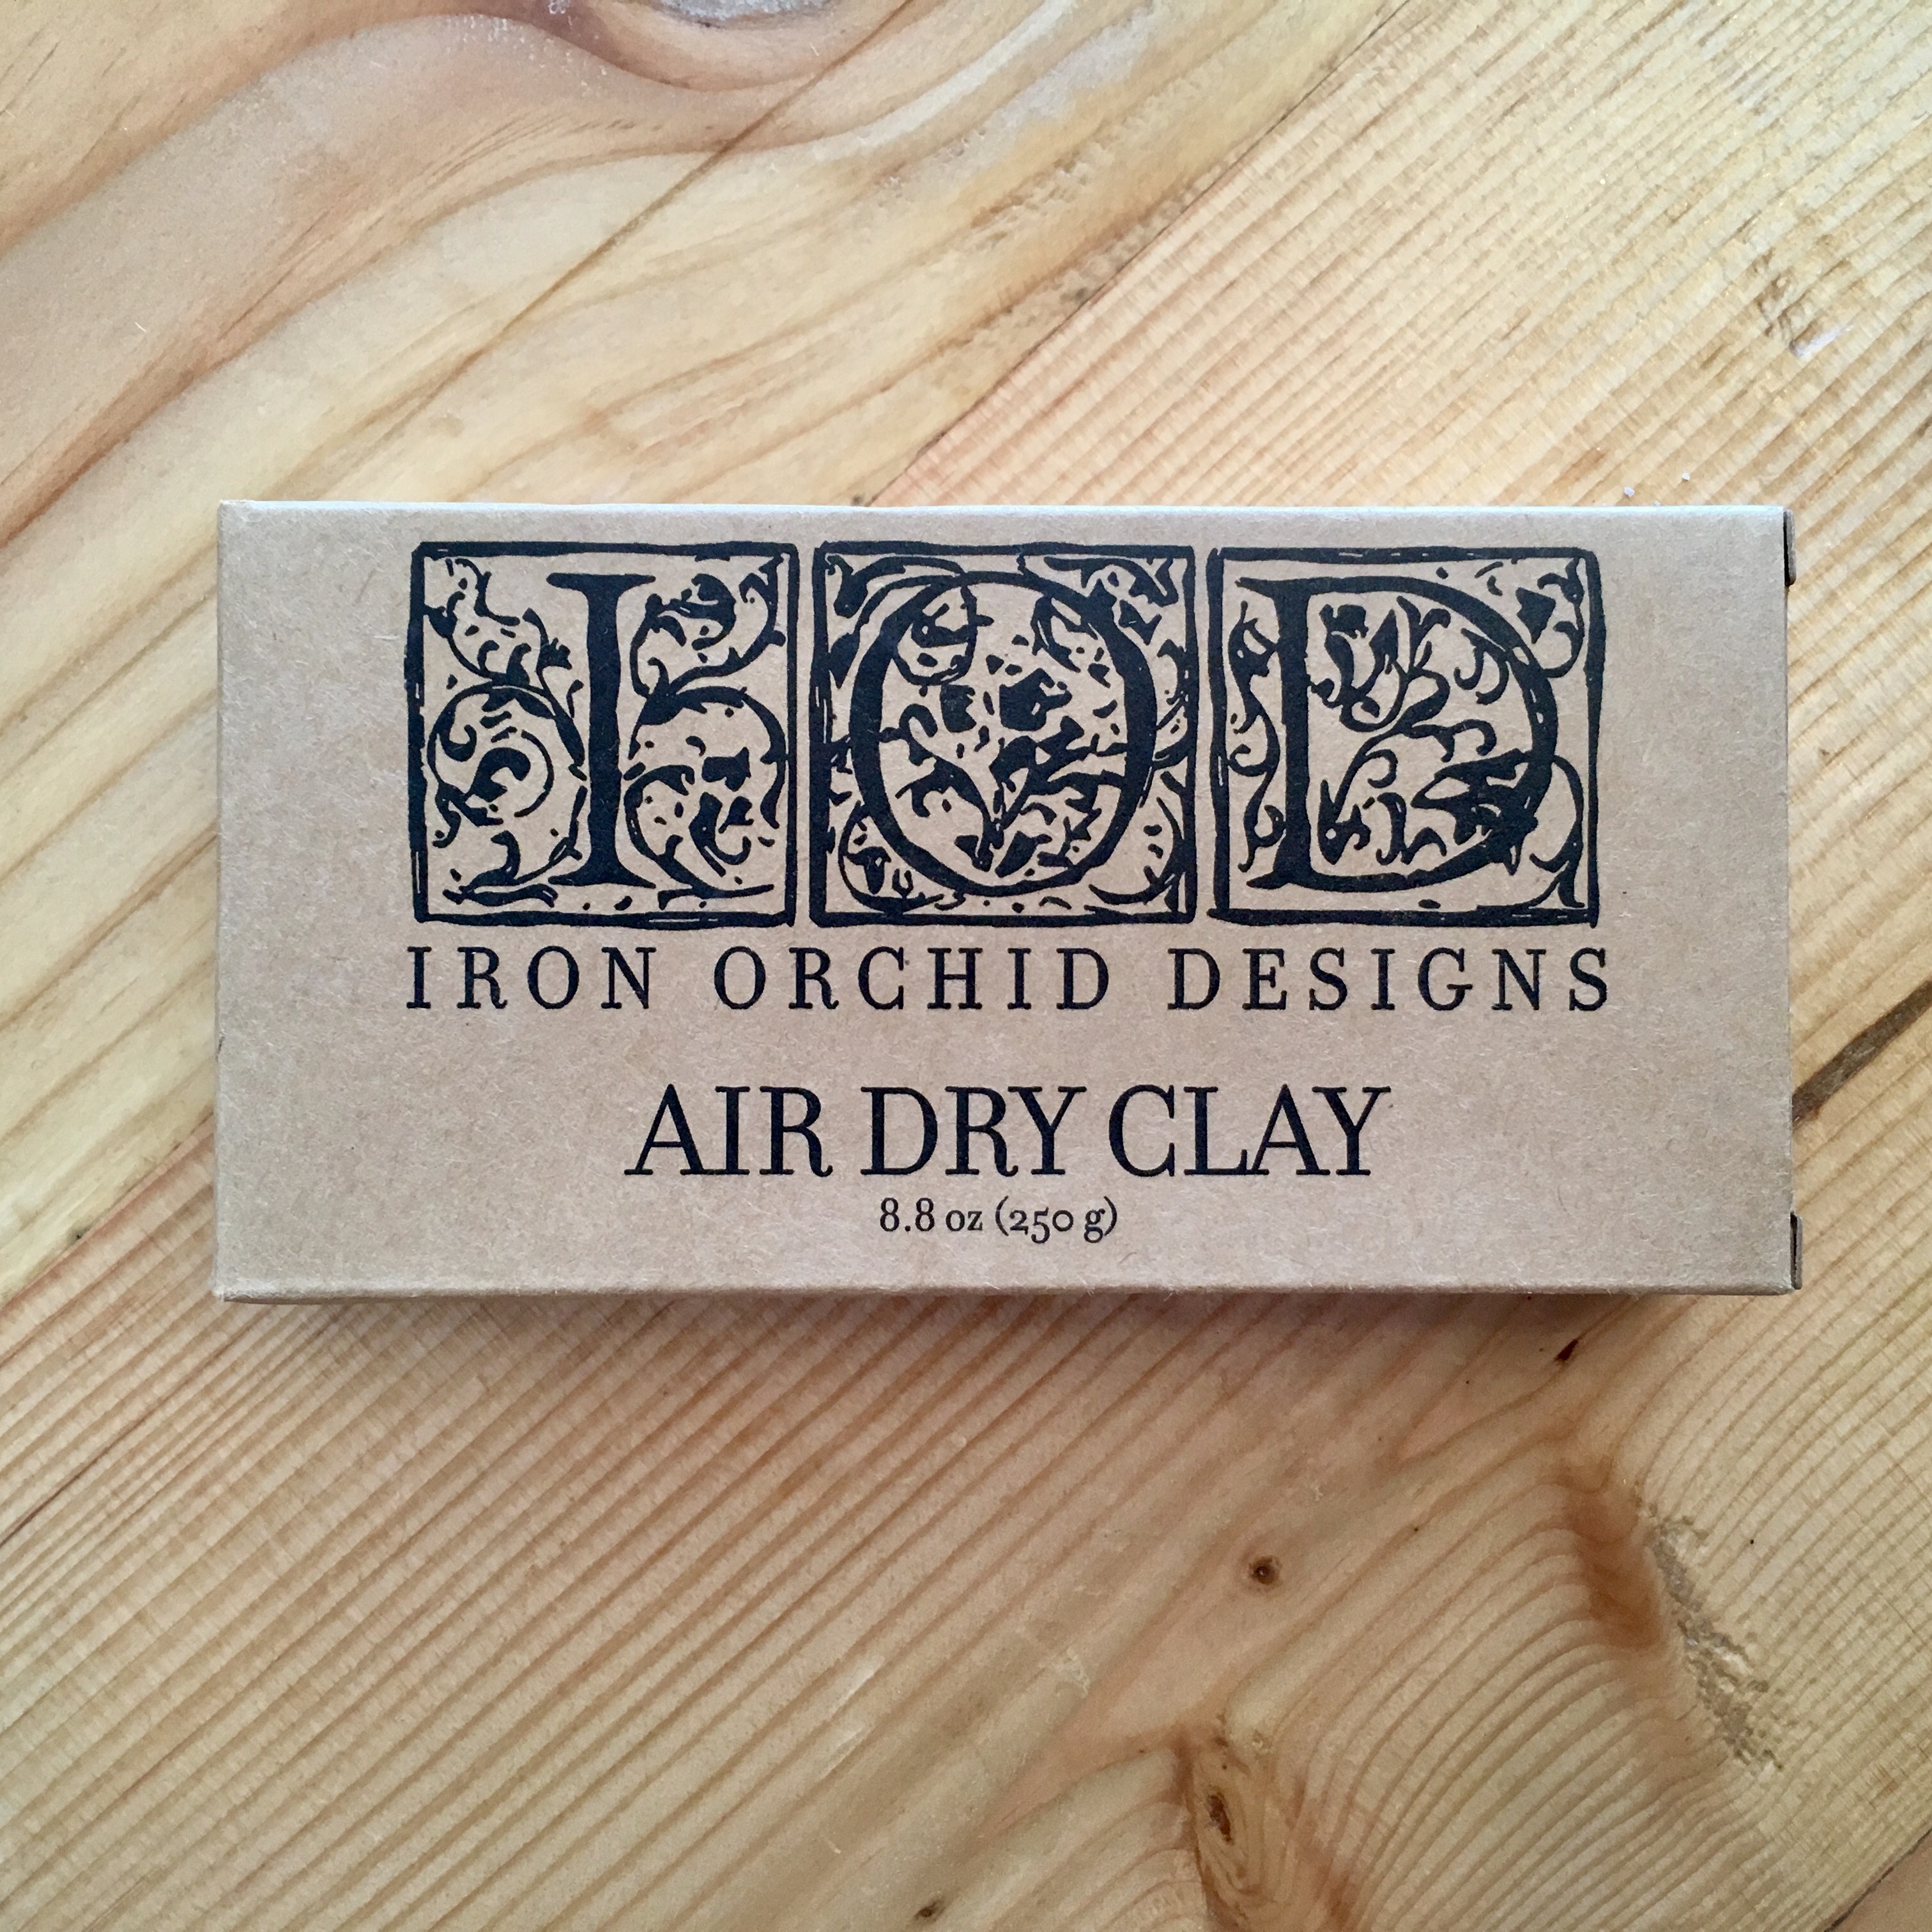 IOD
IRON ORCHID DESIGNS
AIR DRY CLAY
8.8 oz (250 g)